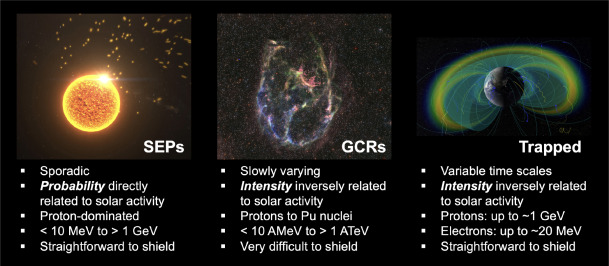 SEPs
▪ Sporadic
▪ Probability directly
related to solar activity
▪ Proton-dominated
▪ < 10 MeV to > 1 GeV
▪ Straightforward to shield
GCRs
▪ Slowly varying
▪ Intensity inversely related
to solar activity
▪ Protons to Pu nuclei
▪ < 10 AMeV to > 1 ATeV
▪ Very difficult to shield
Trapped
▪ Variable time scales
▪ Intensity inversely related
to solar activity
▪ Protons: up to ~1 GeV
▪ Electrons: up to ~20 MeV
▪ Straightforward to shield